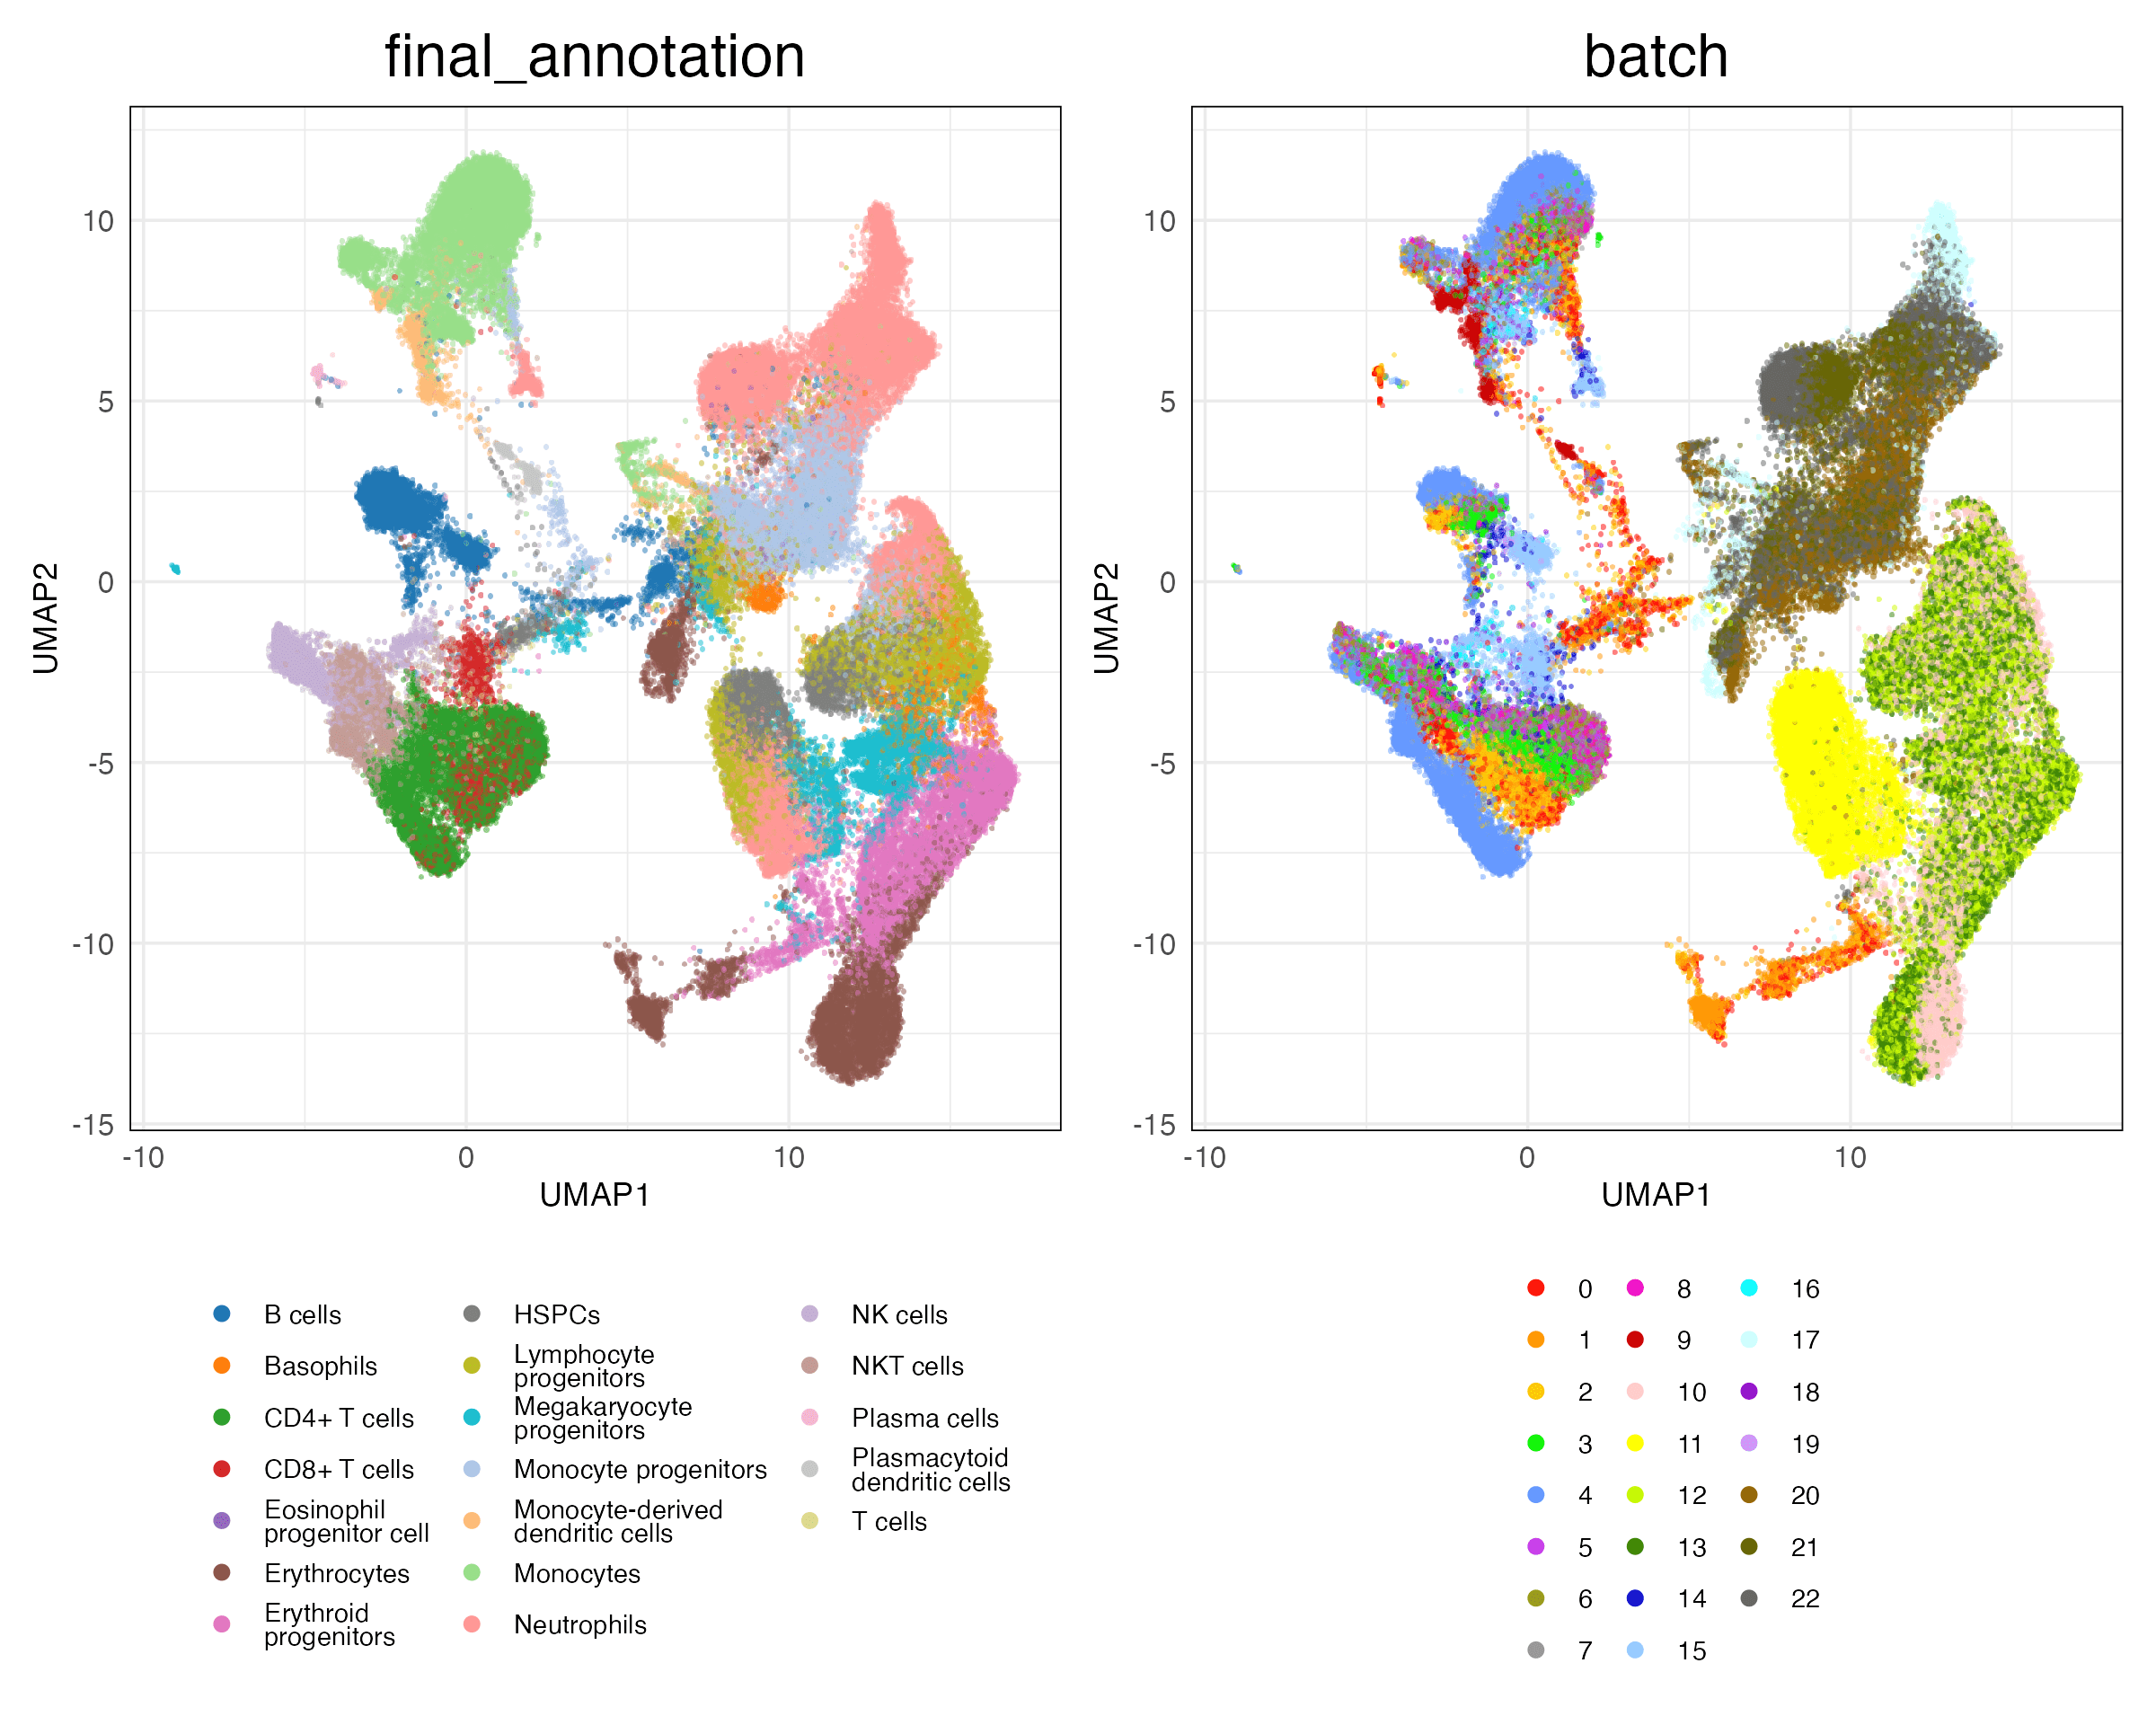 final_annotation
batch
UMAP2
10
5
0
-5
-10
-15
-10
0
10
UMAP1
UMAP2
10
5
0
-5
-10
-15
-10
0
10
UMAP1
B cells
Basophils
CD4+ T cells
CD8+ T cells
Eosinophil
progenitor cell
Erythrocytes
Erythroid
progenitors
HSPCs
Lymphocyte
progenitors
Megakaryocyte
progenitors
Monocyte progenitors
Monocyte-derived
dendritic cells
Monocytes
Neutrophils
NK cells
NKT cells
Plasma cells
Plasmacytoid
dendritic cells
T cells
0
1
2
3
4
5
6
7
8
9
10
11
12
13
14
15
16
17
18
19
20
21
22